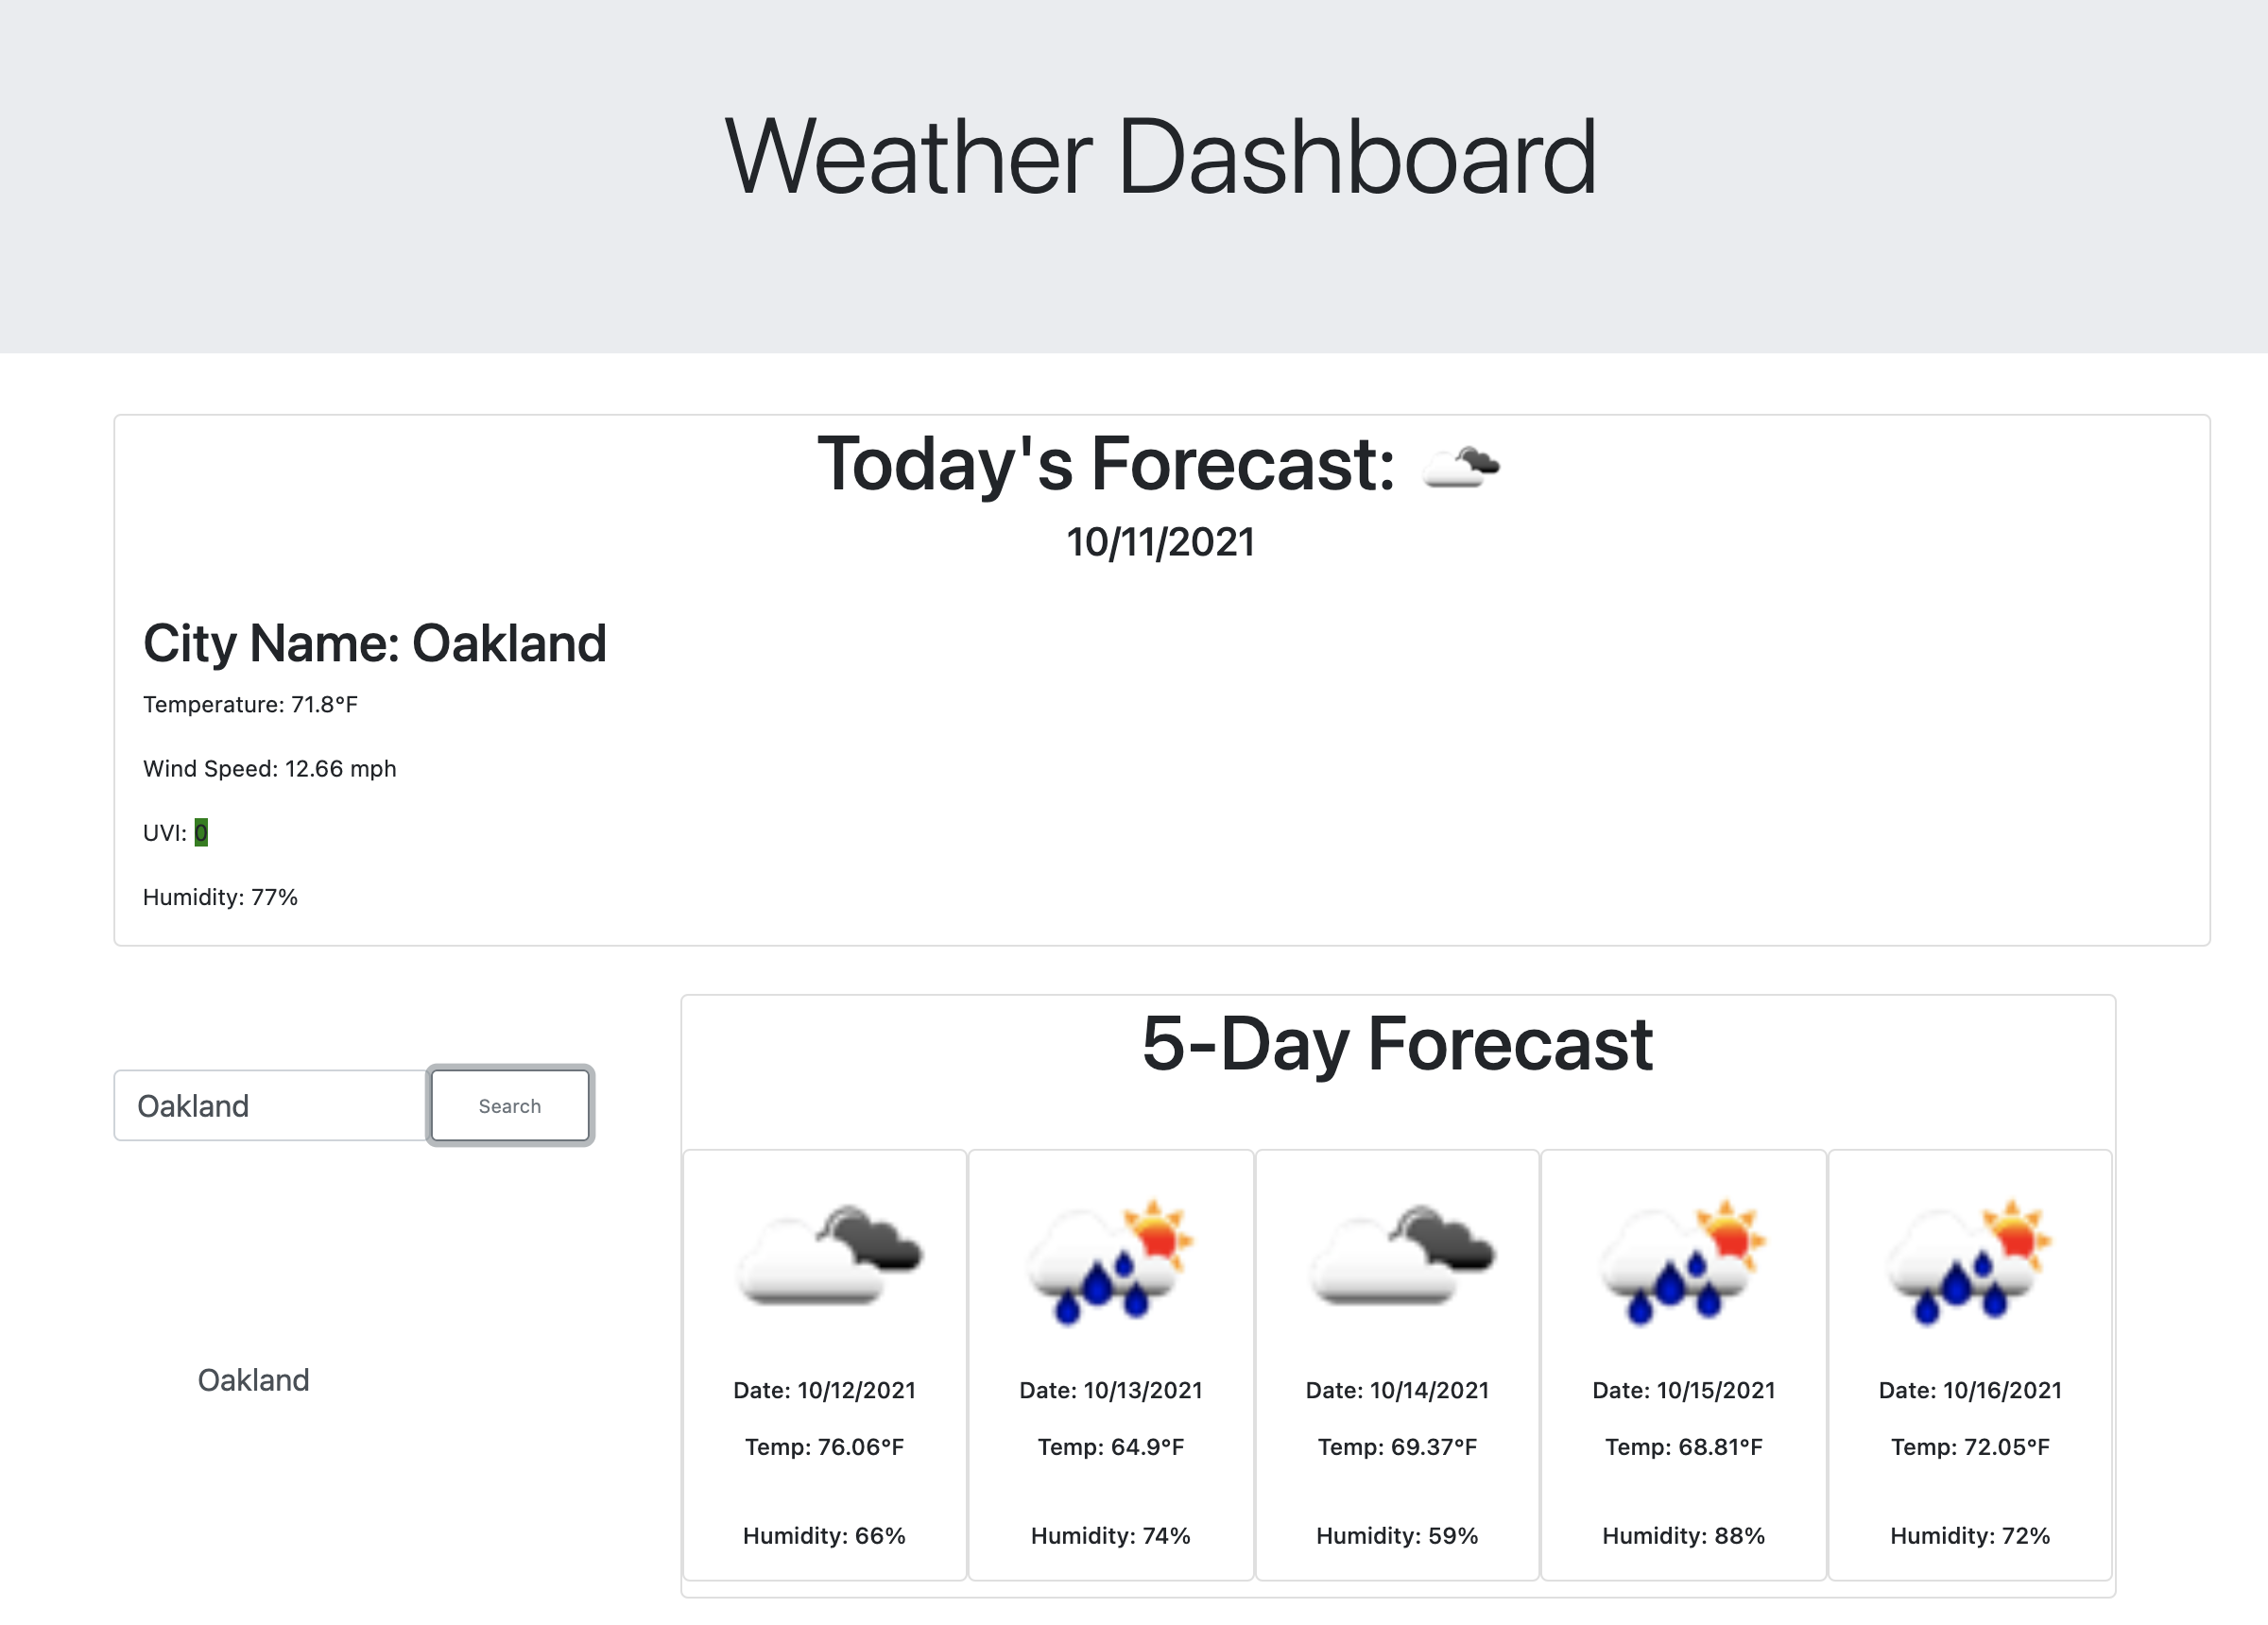 Weather Dashboard
Today's Forecast:
10/11/2021
City Name: Oakland
Temperature: 71.8°F
Wind Speed: 12.66 mph
UVI: 0
Humidity: 77%
Oakland
Search
Oakland
5-Day Forecast
Date: 10/12/2021
Temp: 76.06°F
Humidity: 66%
Date: 10/13/2021
Temp: 64.9°F
Humidity: 74%
Date: 10/14/2021
Temp: 69.37°F
Humidity: 59%
Date: 10/15/2021
Temp: 68.81°F
Humidity: 88%
Date: 10/16/2021
Temp: 72.05°F
Humidity: 72%